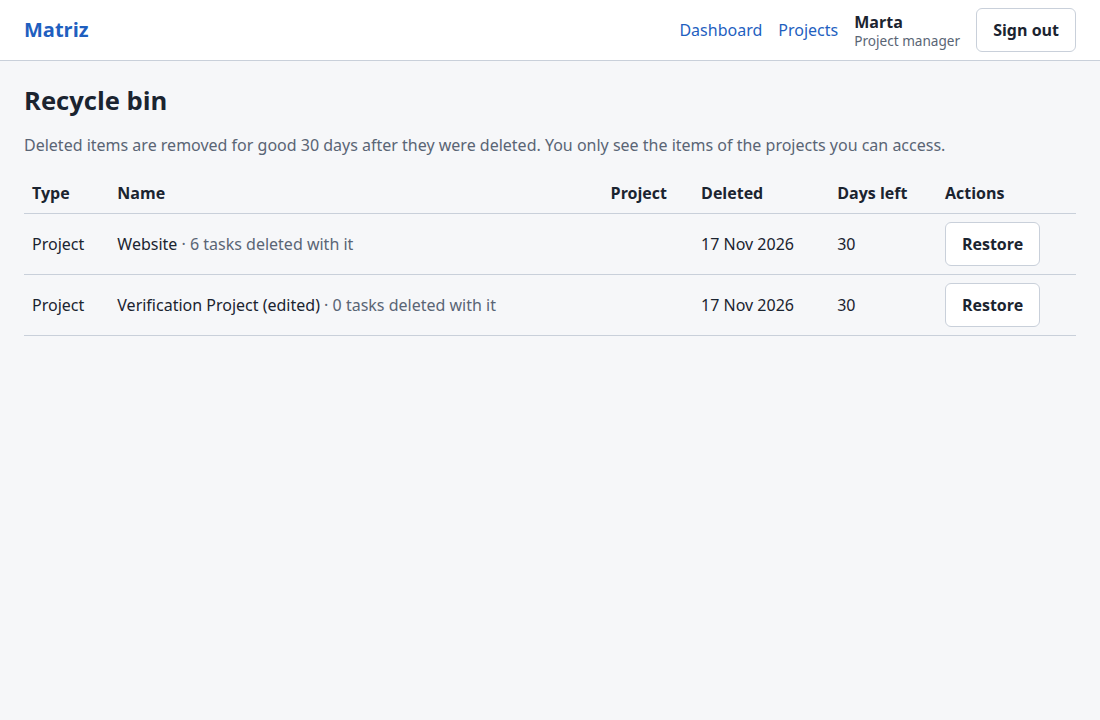 Matriz
Dashboard Projects Marta Project manager Sign out
Recycle bin
Deleted items are removed for good 30 days after they were deleted. You only see the items of the projects you can access.
Type Name Project Deleted Days left Actions
Project Website · 6 tasks deleted with it 17 Nov 2026 30 Restore
Project Verification Project (edited) · 0 tasks deleted with it 17 Nov 2026 30 Restore